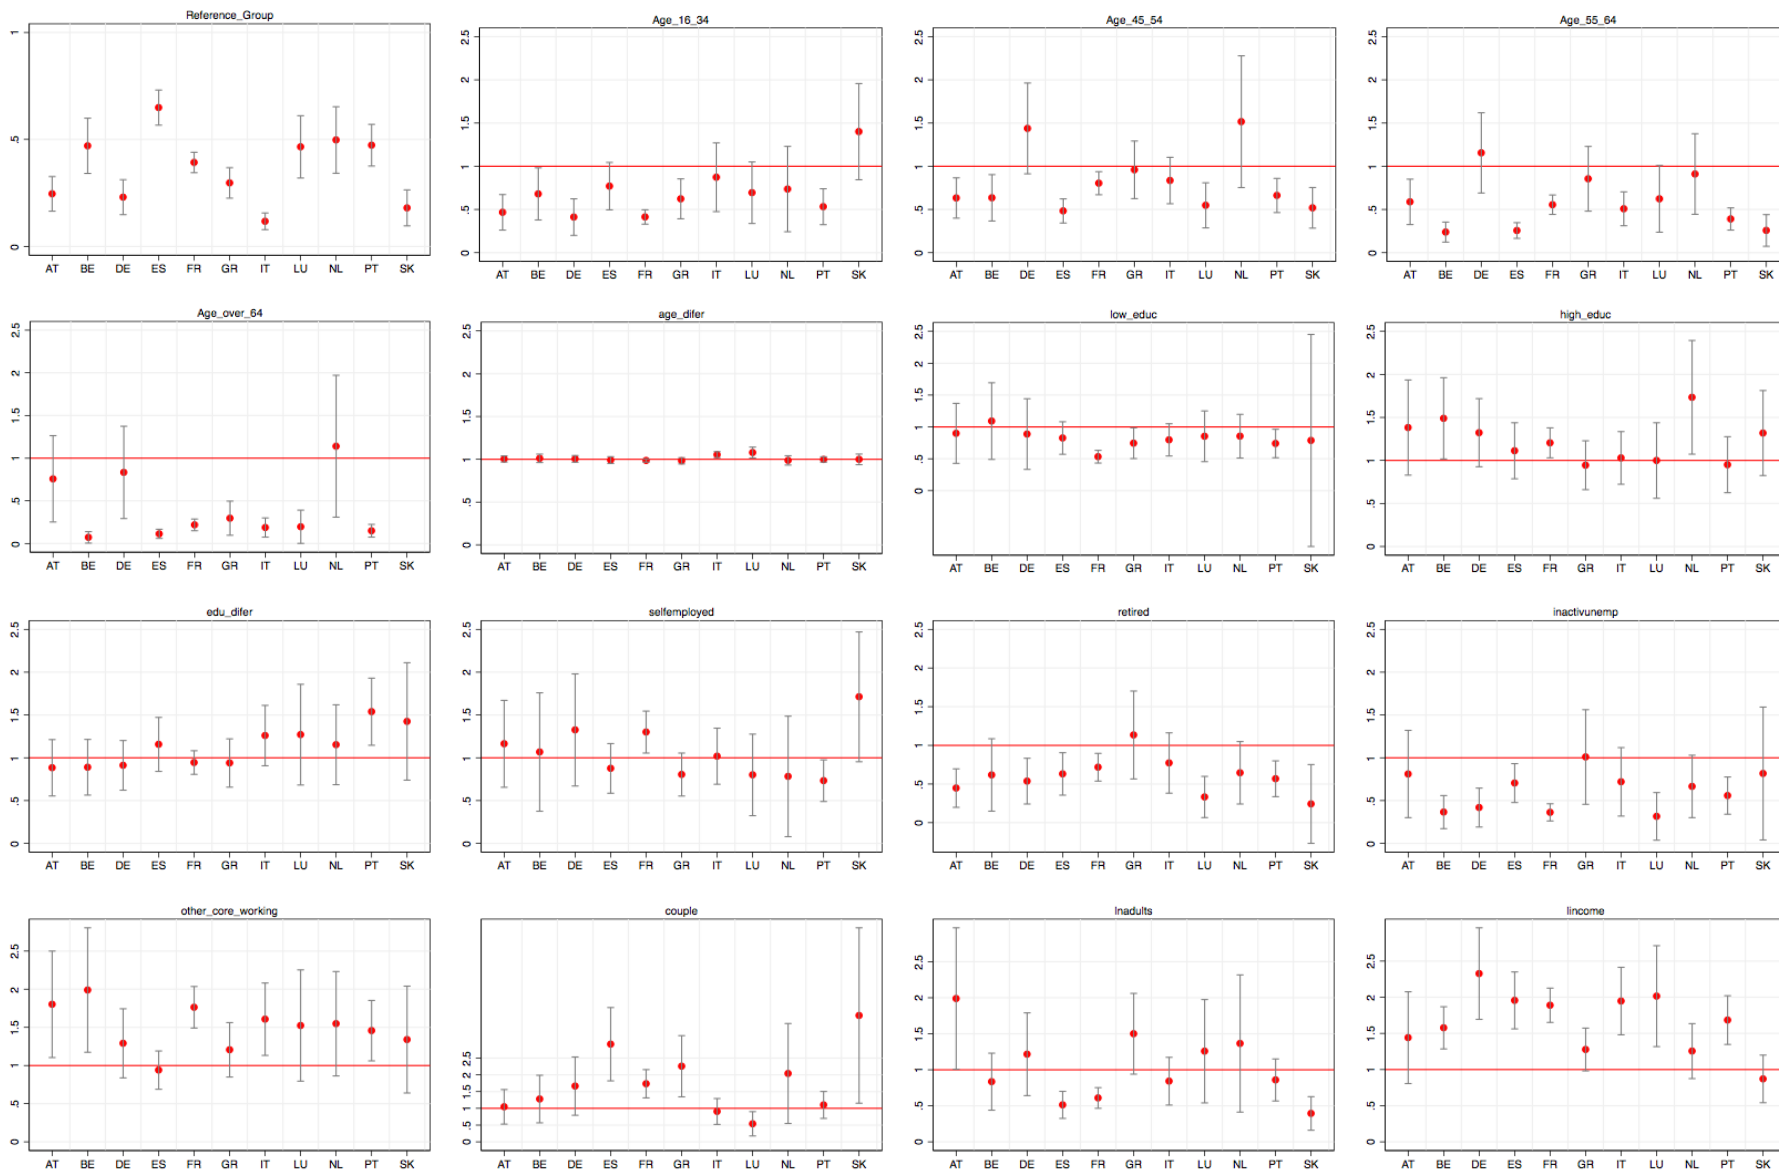 Reference_Group
1
.5
0
AT BE DE ES FR GR IT LU NL PT SK
Age_16_34
2.5
2
1.5
1
.5
0
AT BE DE ES FR GR IT LU NL PT SK
Age_45_54
2.5
2
1.5
1
.5
0
AT BE DE ES FR GR IT LU NL PT SK
Age_55_64
2.5
2
1.5
1
.5
0
AT BE DE ES FR GR IT LU NL PT SK
Age_over_64
2.5
2
1.5
1
.5
0
AT BE DE ES FR GR IT LU NL PT SK
age_difer
2.5
2
1.5
1
.5
0
AT BE DE ES FR GR IT LU NL PT SK
low_educ
2.5
2
1.5
1
.5
0
AT BE DE ES FR GR IT LU NL PT SK
high_educ
2.5
2
1.5
1
.5
0
AT BE DE ES FR GR IT LU NL PT SK
edu_difer
2.5
2
1.5
1
.5
0
AT BE DE ES FR GR IT LU NL PT SK
selfemployed
2.5
2
1.5
1
.5
0
AT BE DE ES FR GR IT LU NL PT SK
retired
2.5
2
1.5
1
.5
0
AT BE DE ES FR GR IT LU NL PT SK
inactivunemp
2.5
2
1.5
1
.5
0
AT BE DE ES FR GR IT LU NL PT SK
other_core_working
2.5
2
1.5
1
.5
0
AT BE DE ES FR GR IT LU NL PT SK
couple
2.5
2
1.5
1
.5
0
AT BE DE ES FR GR IT LU NL PT SK
lnadults
2.5
2
1.5
1
.5
0
AT BE DE ES FR GR IT LU NL PT SK
lincome
2.5
2
1.5
1
.5
0
AT BE DE ES FR GR IT LU NL PT SK